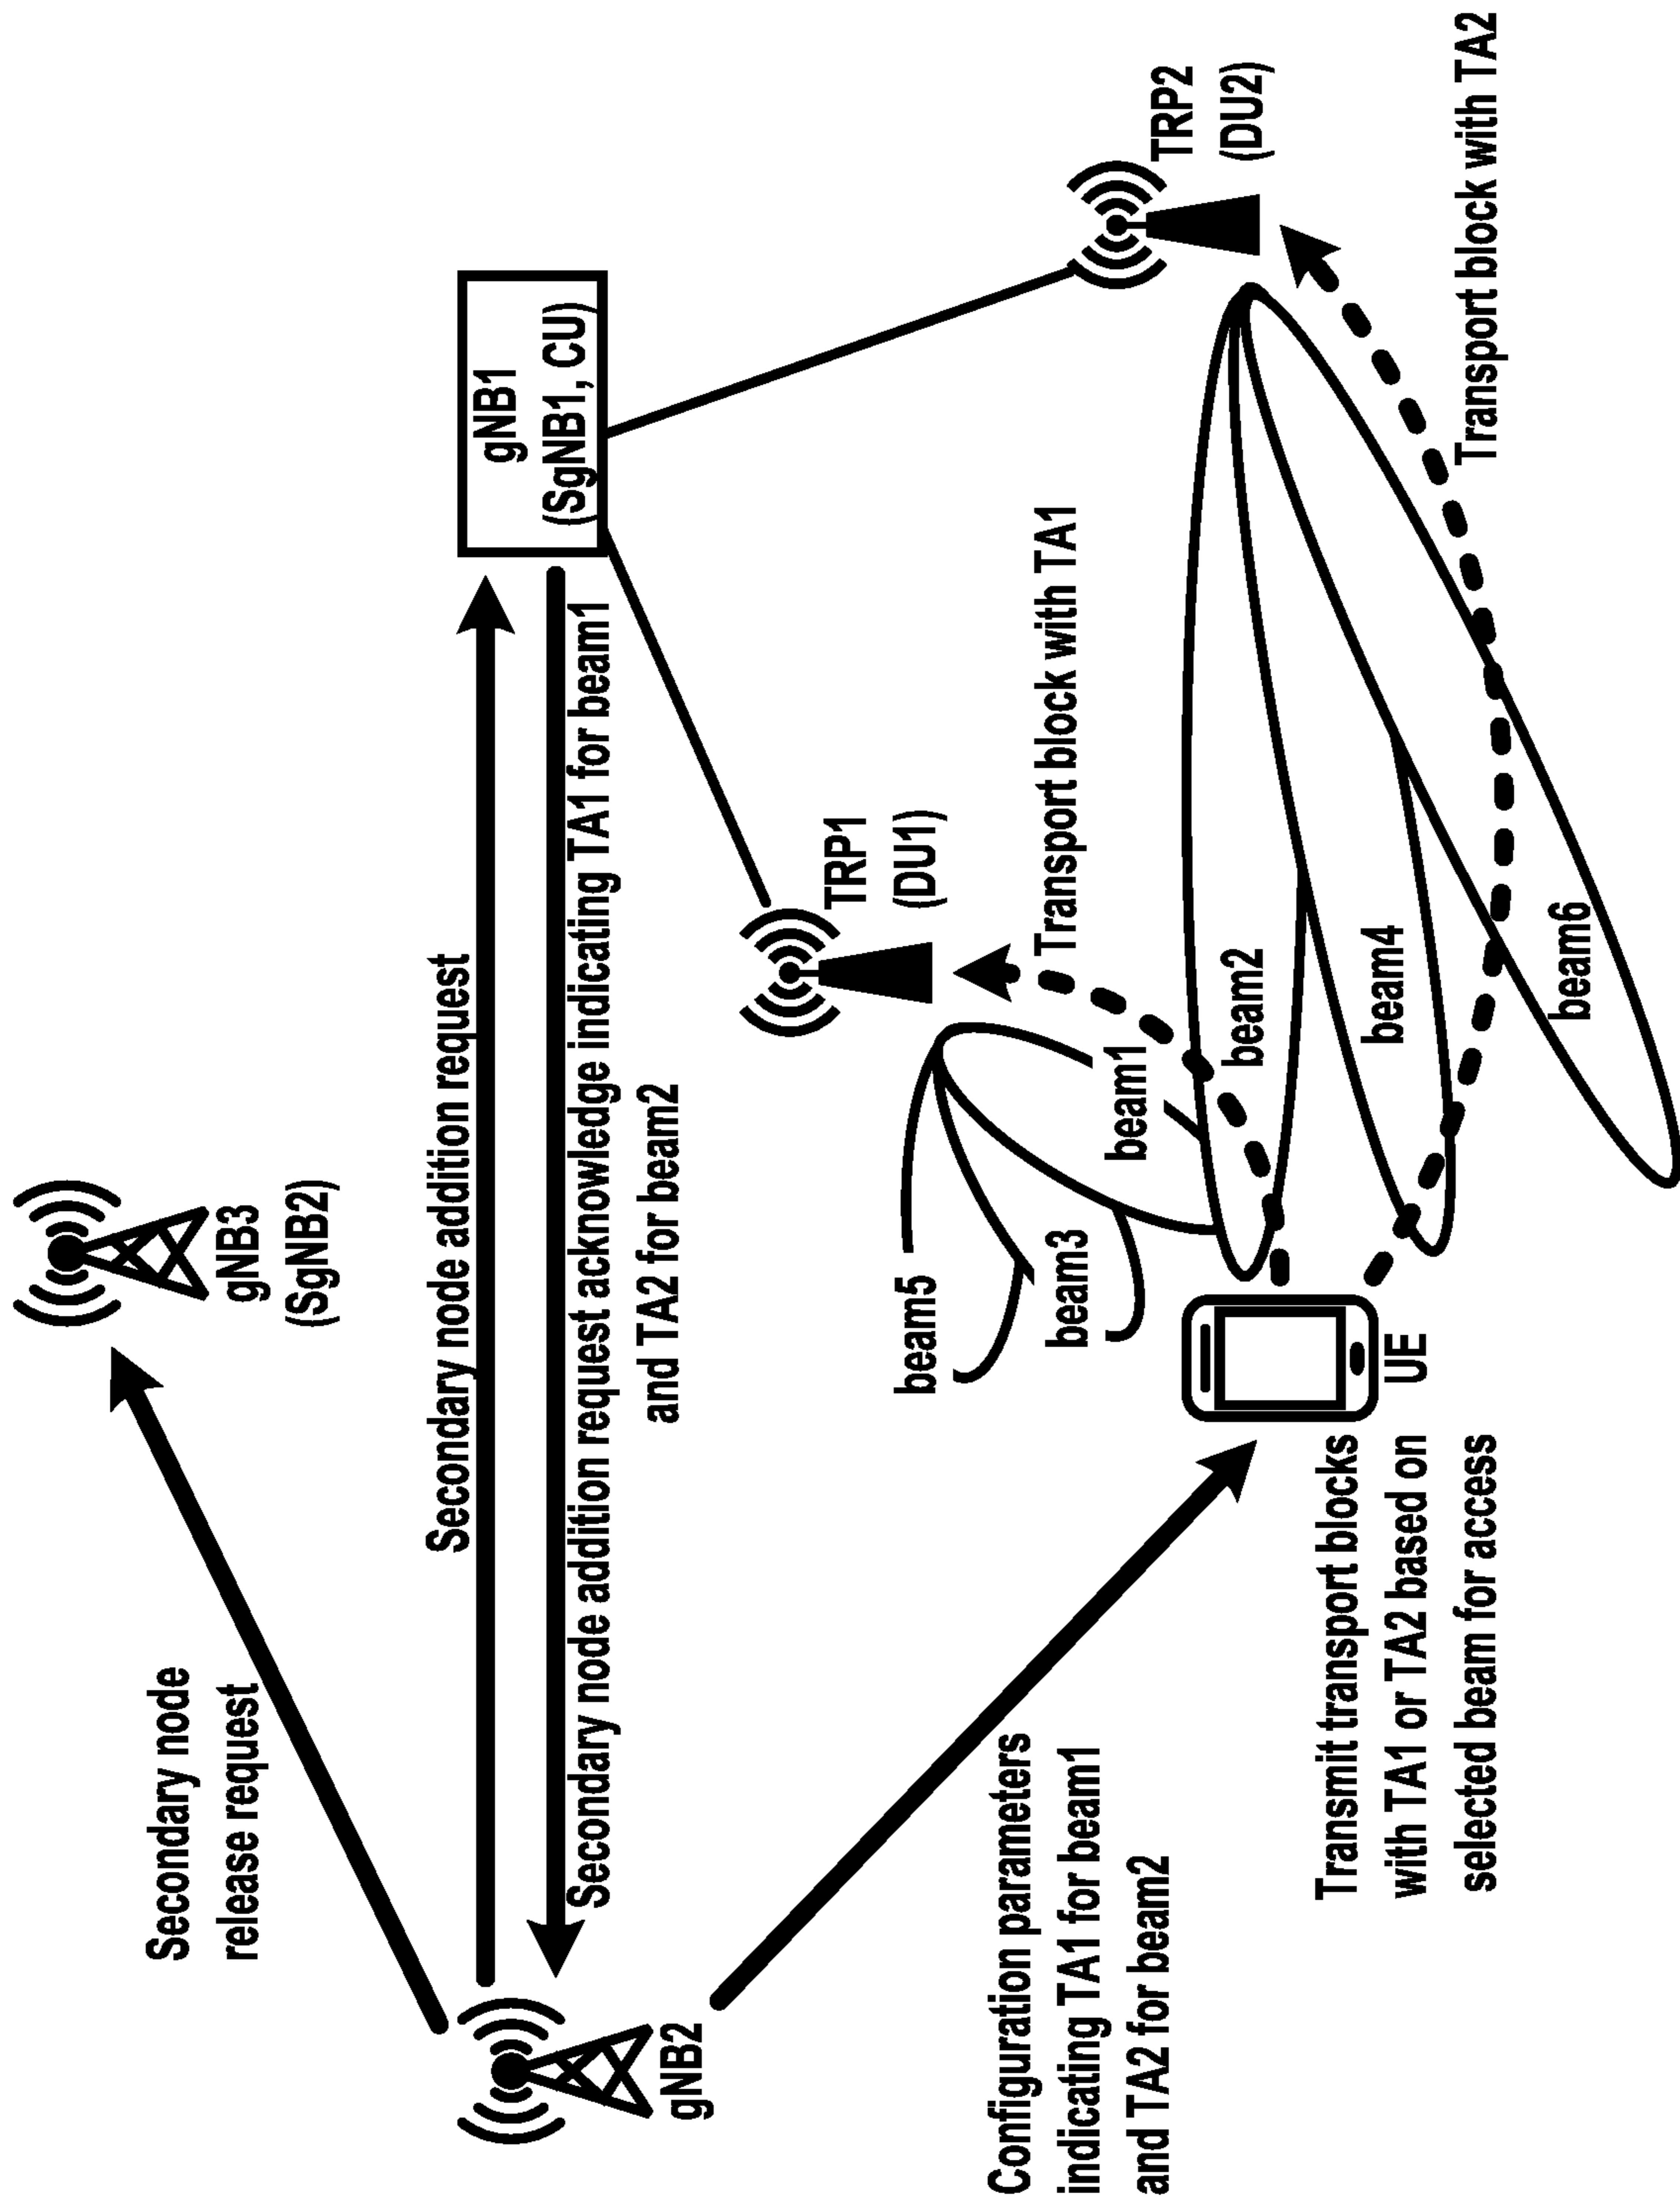 gNB3
(SgNB2)
Secondary node
release request
Secondary node addition request
gNB1
(SgNB1, CU)
Secondary node addition request acknowledge indicating TA1 for beam1
and TA2 for beam2
gNB2
TRP1
(DU1)
TRP2
(DU2)
beam5
beam3
beam1
Transport block with TA1
beam2
beam4
beam6
Transport block with TA2
Configuration parameters
indicating TA1 for beam1
and TA2 for beam2
UE
Transmit transport blocks
with TA1 or TA2 based on
selected beam for access